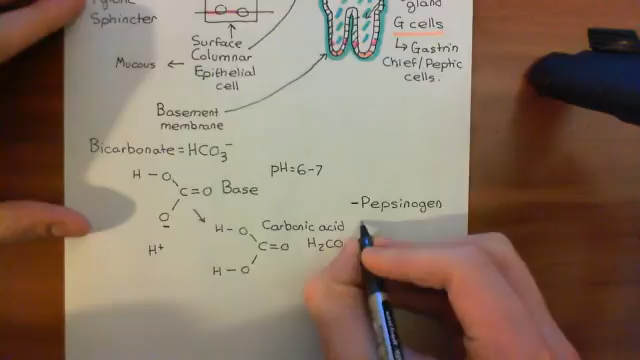 Sphincter
gland
G cells
↳ Gastrin
Chief/Peptic
cells.
Surface
Columnar
Epithelial
cell
Mucous ←
Basement
membrane
Bicarbonate = HCO₃⁻
pH=6-7
H-O
C=O Base
O
H⁺
-Pepsinogen
H-O
Carbonic acid
C=O H₂CO
H-O